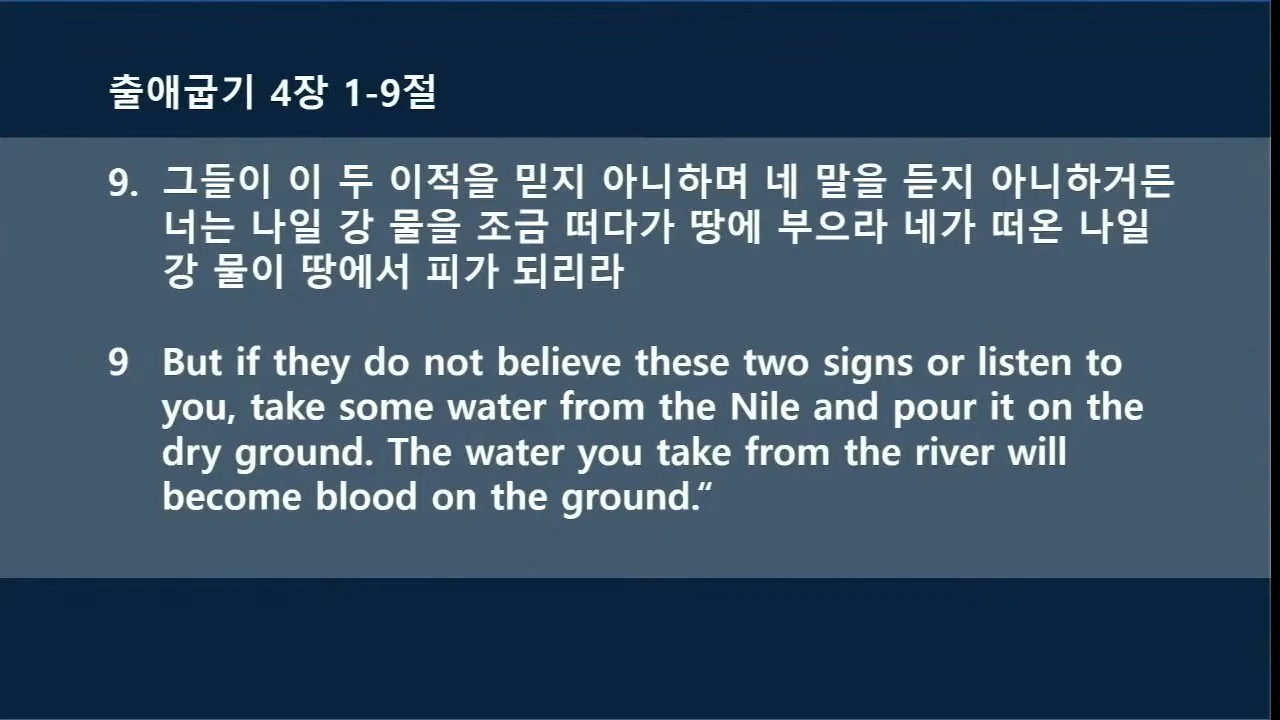 출애굽기 4장 1-9절
9. 그들이 이 두 이적을 믿지 아니하며 네 말을 듣지 아니하거든
너는 나일 강 물을 조금 떠다가 땅에 부으라 네가 떠온 나일
강 물이 땅에서 피가 되리라
9 But if they do not believe these two signs or listen to
you, take some water from the Nile and pour it on the
dry ground. The water you take from the river will
become blood on the ground.“